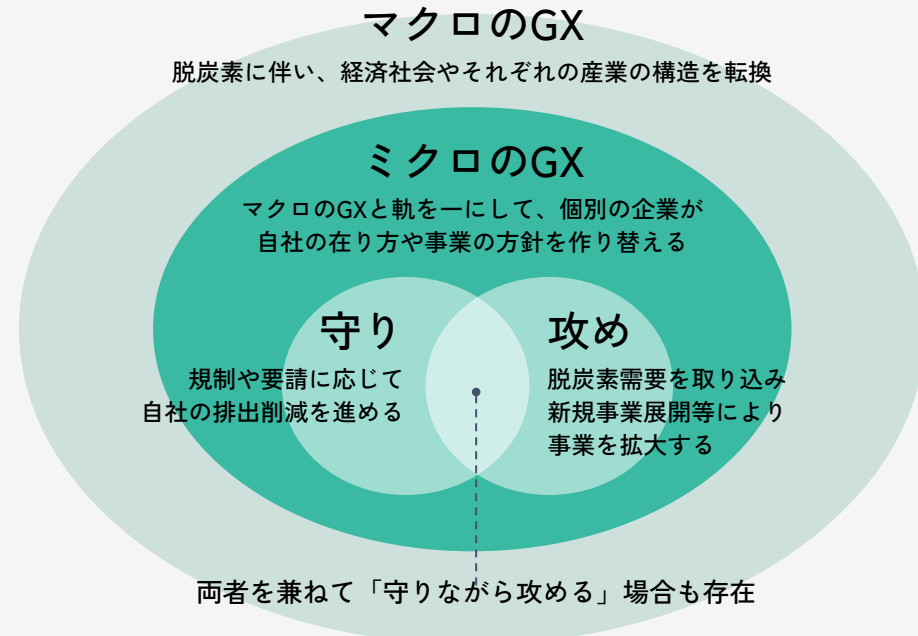 マクロのGX
脱炭素に伴い、経済社会やそれぞれの産業の構造を転換
ミクロのGX
マクロのGXと軌を一にして、個別の企業が
自社の在り方や事業の方針を作り替える
守り
規制や要請に応じて
自社の排出削減を進める
攻め
脱炭素需要を取り込み
新規事業展開等により
事業を拡大する
両者を兼ねて「守りながら攻める」場合も存在